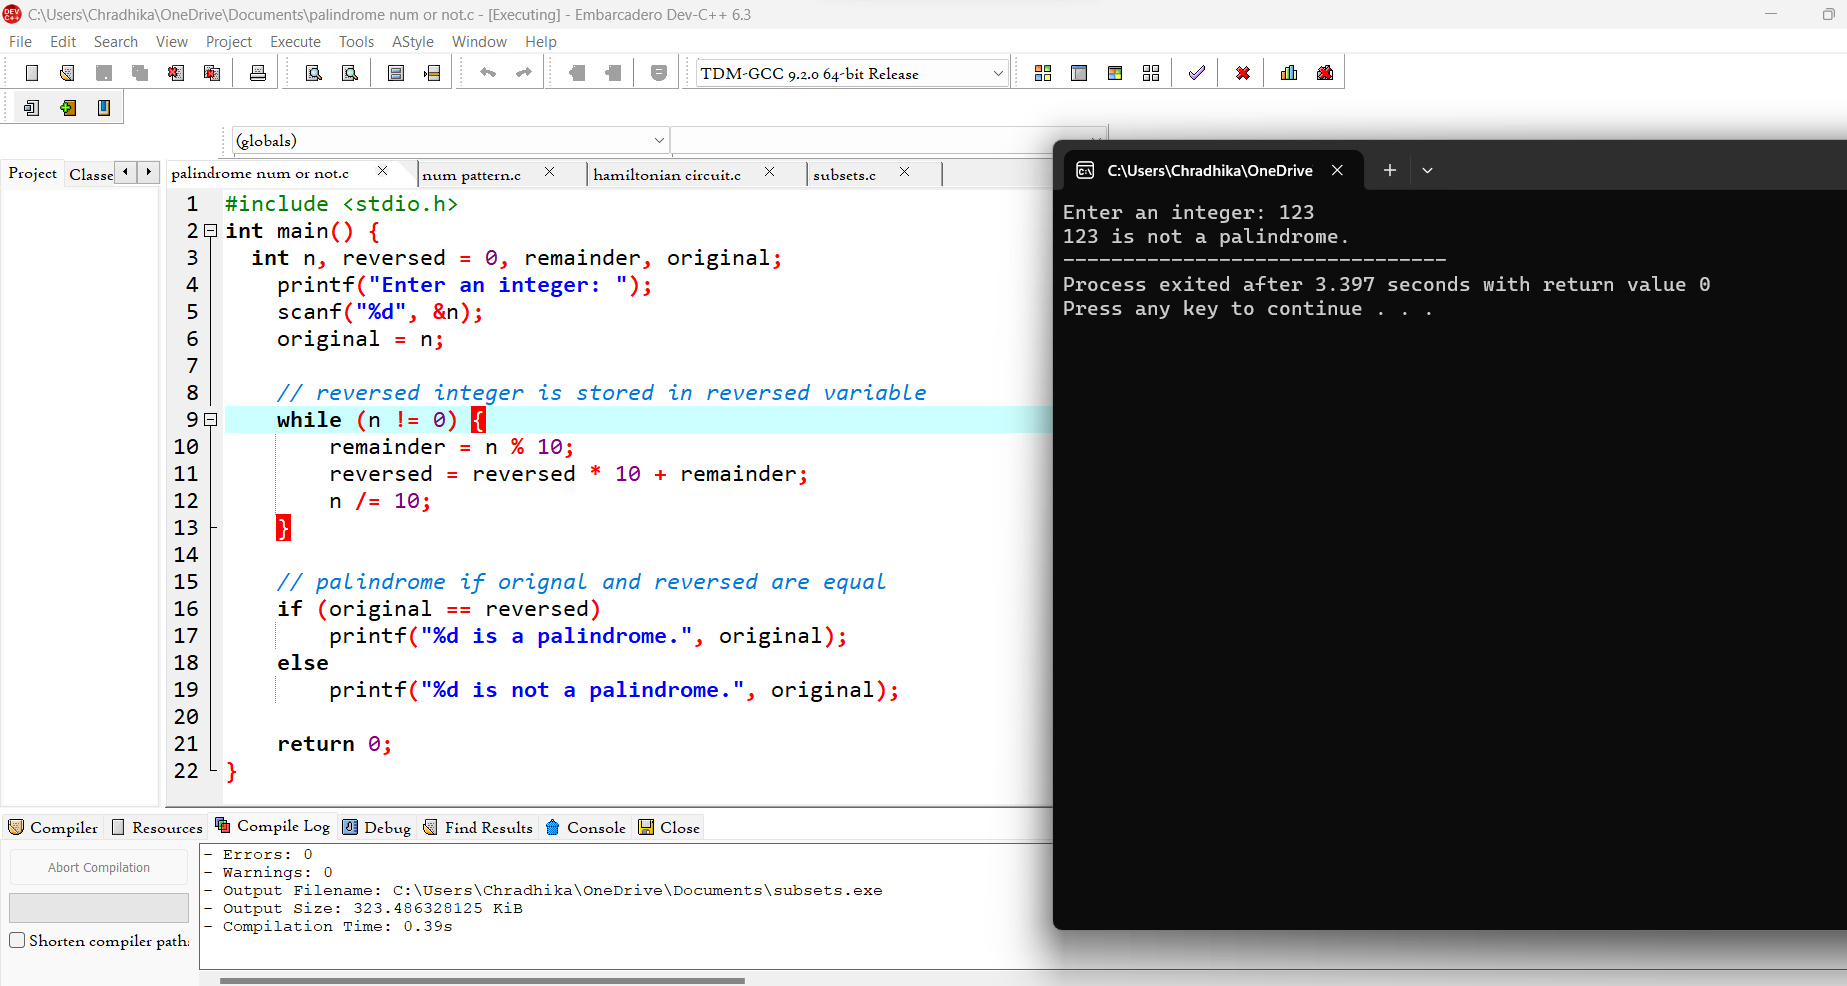 C:\Users\Chradhika\OneDrive\Documents\palindrome num or not.c - [Executing] - Embarcadero Dev-C++ 6.3
File Edit Search View Project Execute Tools AStyle Window Help
TDM-GCC 9.2.0 64-bit Release
(globals)
Project Classe
palindrome num or not.c num pattern.c hamiltonian circuit.c subsets.c
1 #include <stdio.h>
2 int main() {
3 int n, reversed = 0, remainder, original;
4 printf("Enter an integer: ");
5 scanf("%d", &n);
6 original = n;
7
8 // reversed integer is stored in reversed variable
9 while (n != 0) {
10 remainder = n % 10;
11 reversed = reversed * 10 + remainder;
12 n /= 10;
13 }
14
15 // palindrome if orignal and reversed are equal
16 if (original == reversed)
17 printf("%d is a palindrome.", original);
18 else
19 printf("%d is not a palindrome.", original);
20
21 return 0;
22 }
C:\Users\Chradhika\OneDrive
Enter an integer: 123
123 is not a palindrome.
--------------------------------
Process exited after 3.397 seconds with return value 0
Press any key to continue . . .
Compiler Resources Compile Log Debug Find Results Console Close
Abort Compilation
Shorten compiler path:
- Errors: 0
- Warnings: 0
- Output Filename: C:\Users\Chradhika\OneDrive\Documents\subsets.exe
- Output Size: 323.486328125 KiB
- Compilation Time: 0.39s